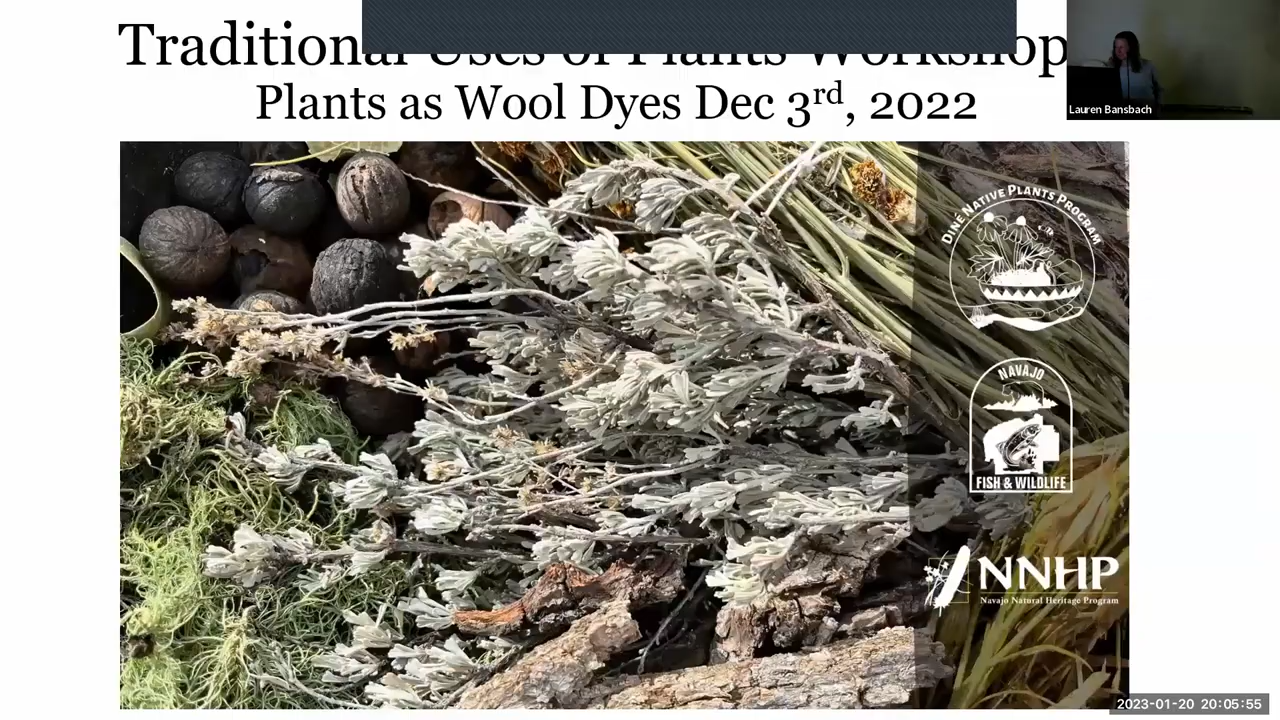 Traditional Uses of Plants Workshop
Plants as Wool Dyes Dec 3rd, 2022
Lauren Bansbach
DINÉ NATIVE PLANTS PROGRAM
NAVAJO
FISH & WILDLIFE
NNHP
Navajo Natural Heritage Program
2023-01-20 20:05:55